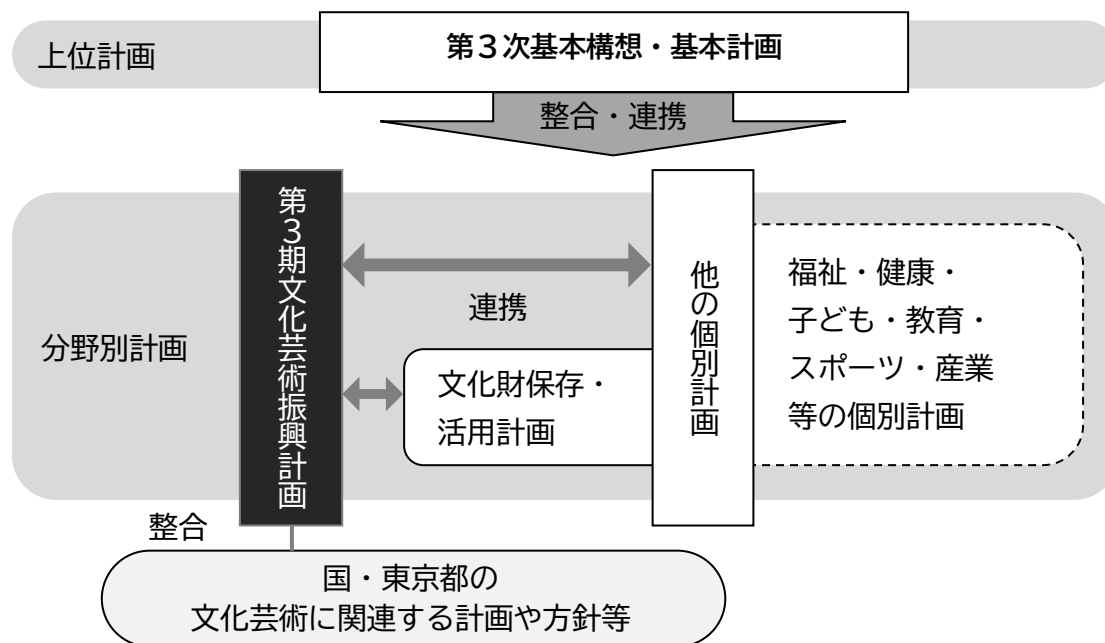 上位計画
第3次基本構想・基本計画
整合・連携
分野別計画
第3期文化芸術振興計画
連携
文化財保存・
活用計画
他の個別計画
福祉・健康・
子ども・教育・
スポーツ・産業
等の個別計画
整合
国・東京都の
文化芸術に関連する計画や方針等